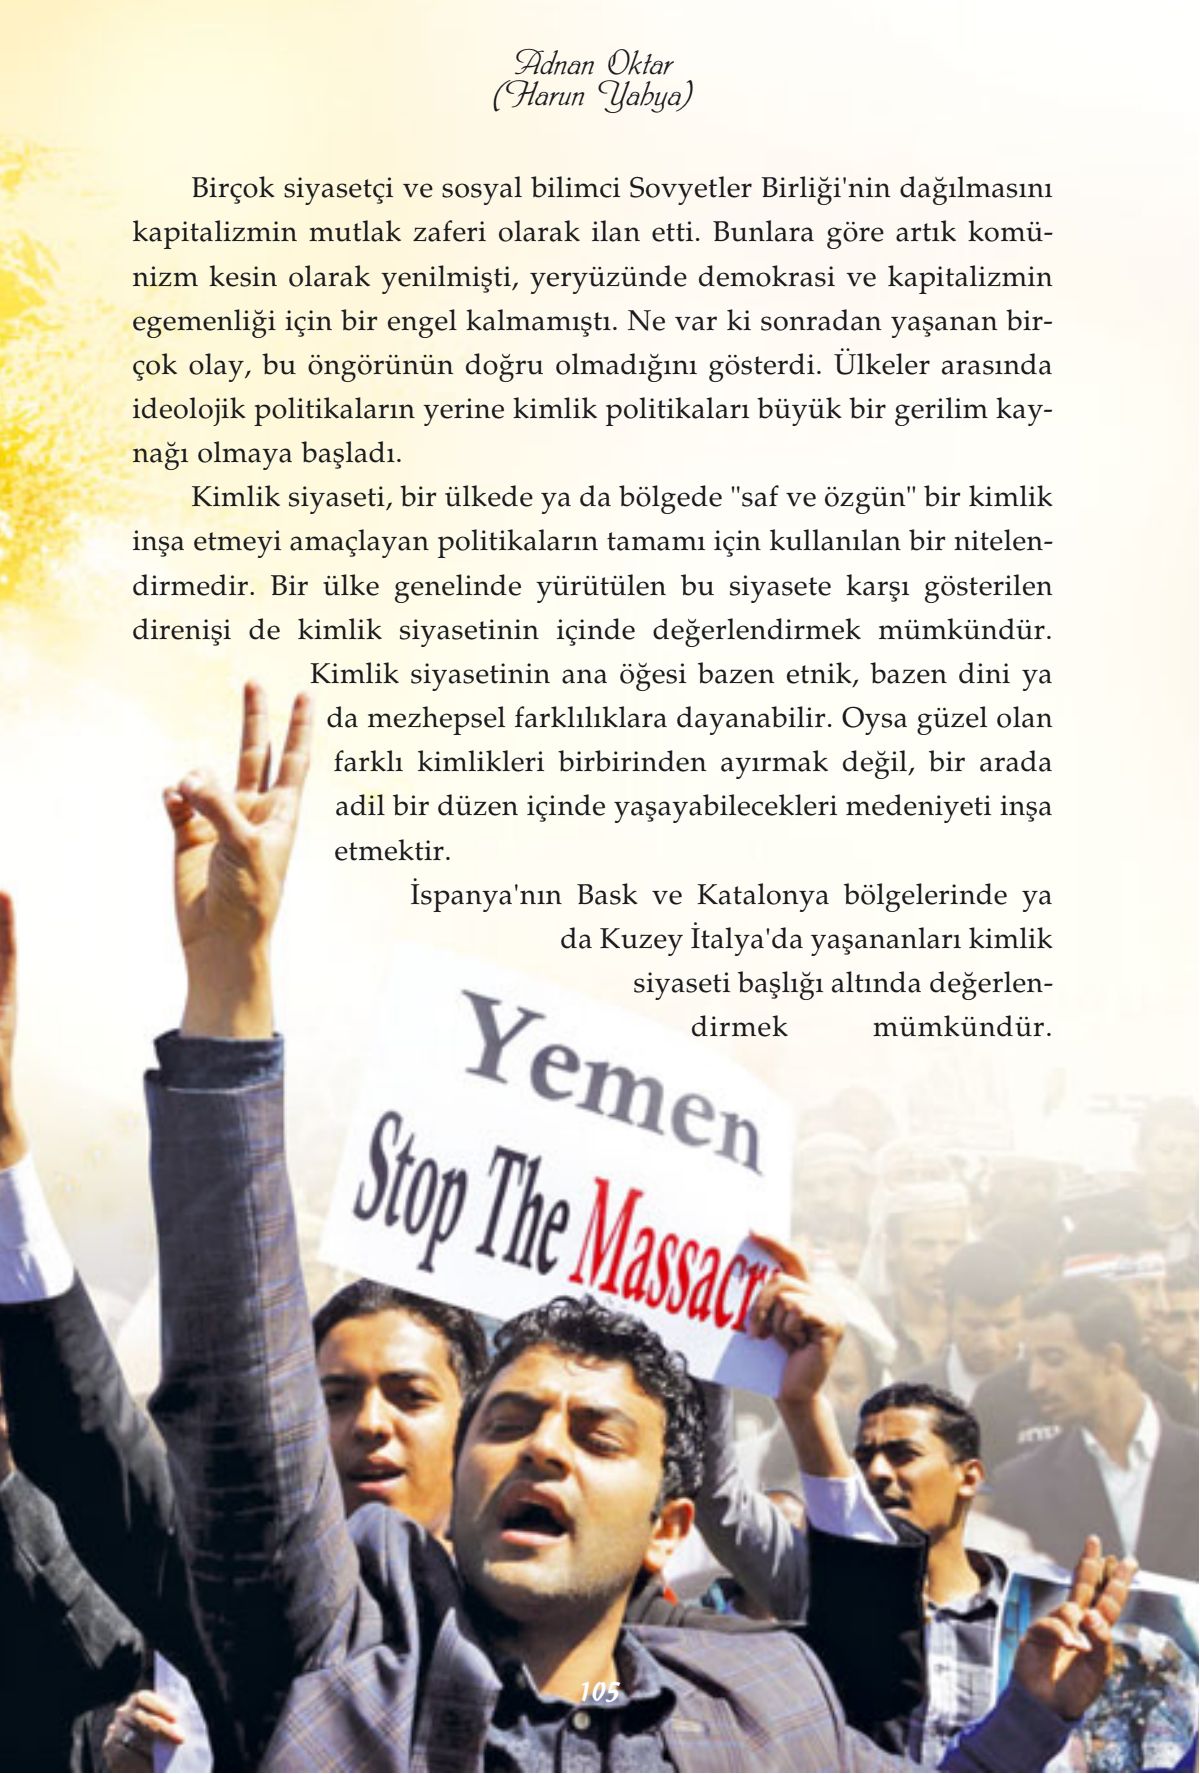 Adnan Oktar
(Harun Yahya)
Birçok siyasetçi ve sosyal bilimci Sovyetler Birliği'nin dağılmasını
kapitalizmin mutlak zaferi olarak ilan etti. Bunlara göre artık komü-
nizm kesin olarak yenilmişti, yeryüzünde demokrasi ve kapitalizmin
egemenliği için bir engel kalmamıştı. Ne var ki sonradan yaşanan bir-
çok olay, bu öngörünün doğru olmadığını gösterdi. Ülkeler arasında
ideolojik politikaların yerine kimlik politikaları büyük bir gerilim kay-
nağı olmaya başladı.
Kimlik siyaseti, bir ülkede ya da bölgede "saf ve özgün" bir kimlik
inşa etmeyi amaçlayan politikaların tamamı için kullanılan bir nitelen-
dirmedir. Bir ülke genelinde yürütülen bu siyasete karşı gösterilen
direnişi de kimlik siyasetinin içinde değerlendirmek mümkündür.
Kimlik siyasetinin ana öğesi bazen etnik, bazen dini ya
da mezhepsel farklılıklara dayanabilir. Oysa güzel olan
farklı kimlikleri birbirinden ayırmak değil, bir arada
adil bir düzen içinde yaşayabilecekleri medeniyeti inşa
etmektir.
İspanya'nın Bask ve Katalonya bölgelerinde ya
da Kuzey İtalya'da yaşananları kimlik
siyaseti başlığı altında değerlen-
dirmek mümkündür.
Yemen
Stop The Massacr
105